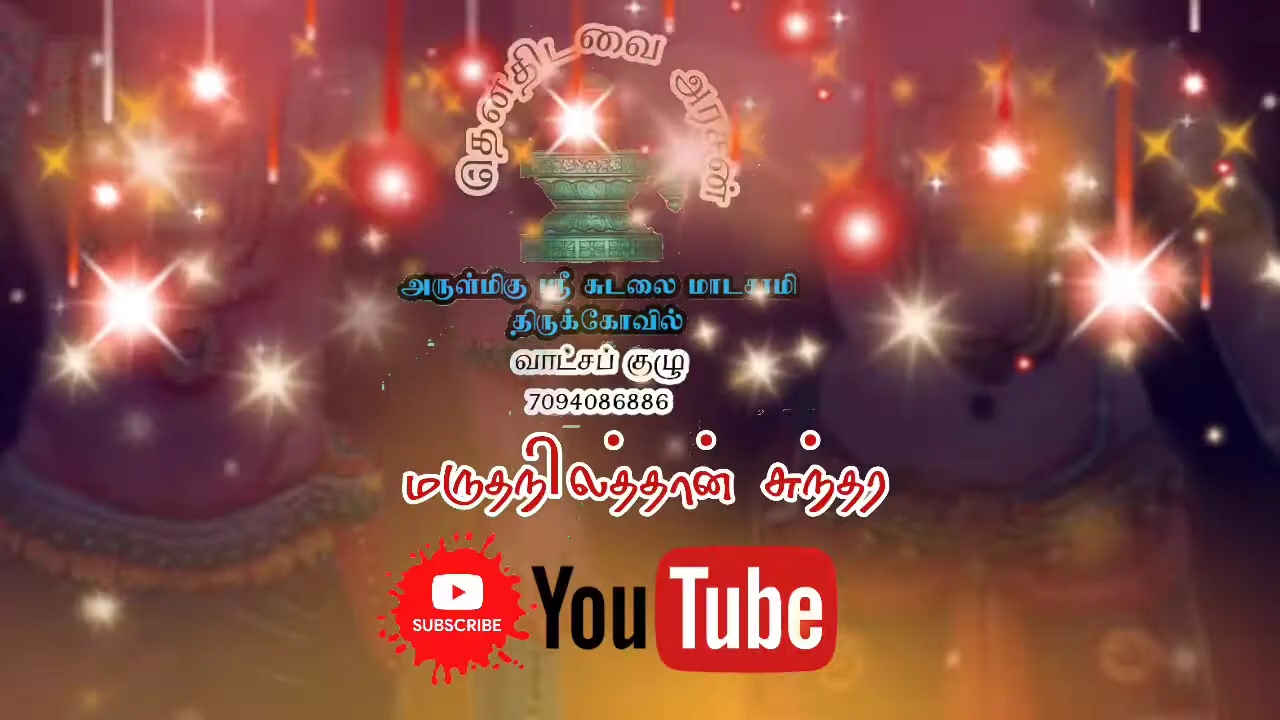 தென்திடவை அரசன்
அருள்மிகு ஸ்ரீ சுடலை மாடசாமி
திருக்கோவில்
வாட்சப் குழு
7094086886
மருதநிலத்தான் சுந்தர
SUBSCRIBE
YouTube